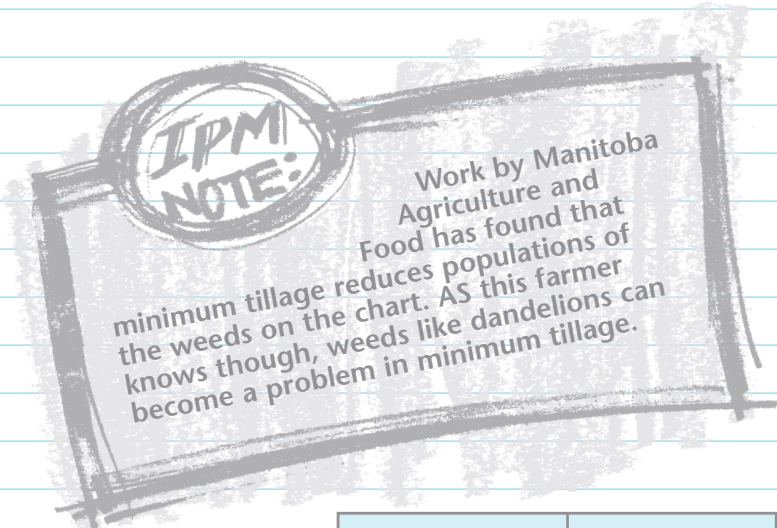 IPM
NOTE:
Work by Manitoba
Agriculture and
Food has found that
minimum tillage reduces populations of
the weeds on the chart. AS this farmer
knows though, weeds like dandelions can
become a problem in minimum tillage.